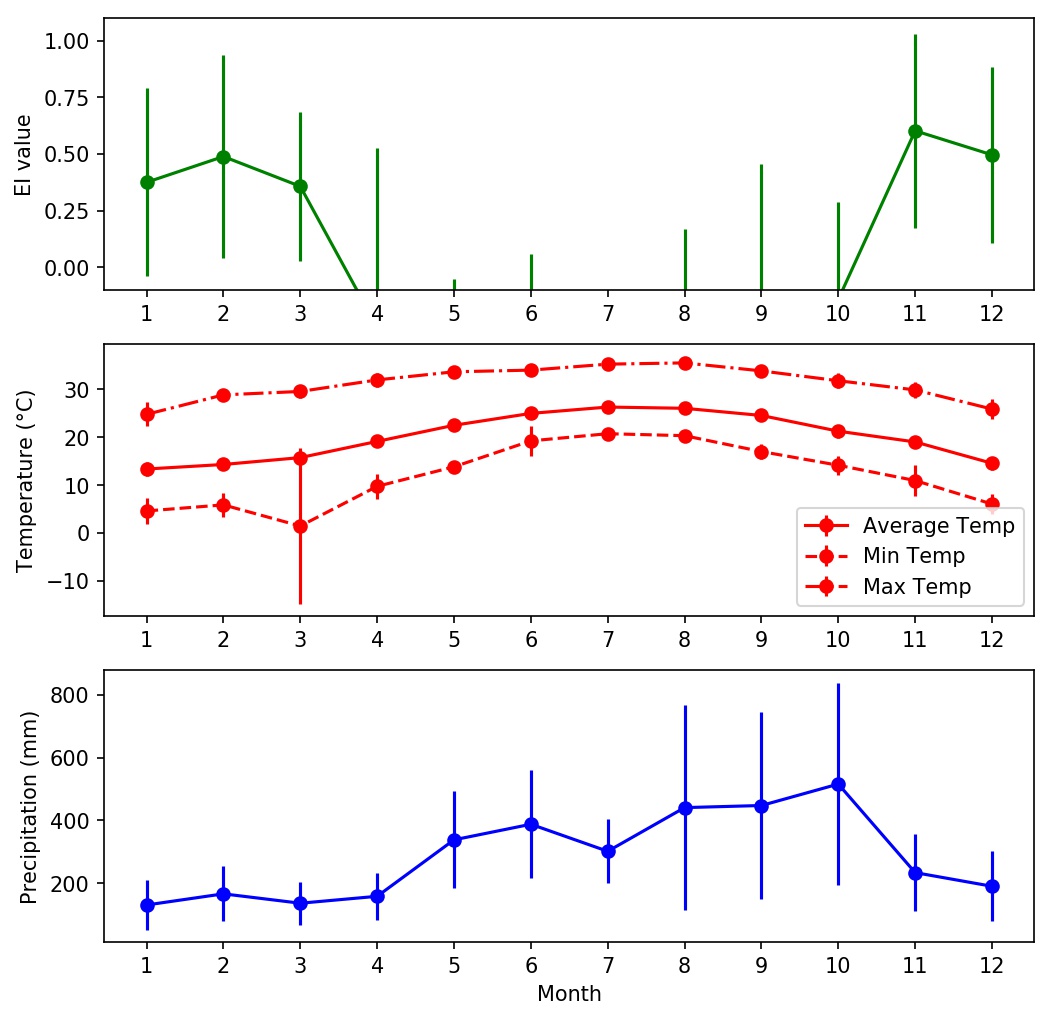 1.00
0.75
0.50
0.25
0.00
EI value
1 2 3 4 5 6 7 8 9 10 11 12
30
20
10
0
−10
Temperature (°C)
Average Temp
Min Temp
Max Temp
1 2 3 4 5 6 7 8 9 10 11 12
800
600
400
200
Precipitation (mm)
1 2 3 4 5 6 7 8 9 10 11 12
Month